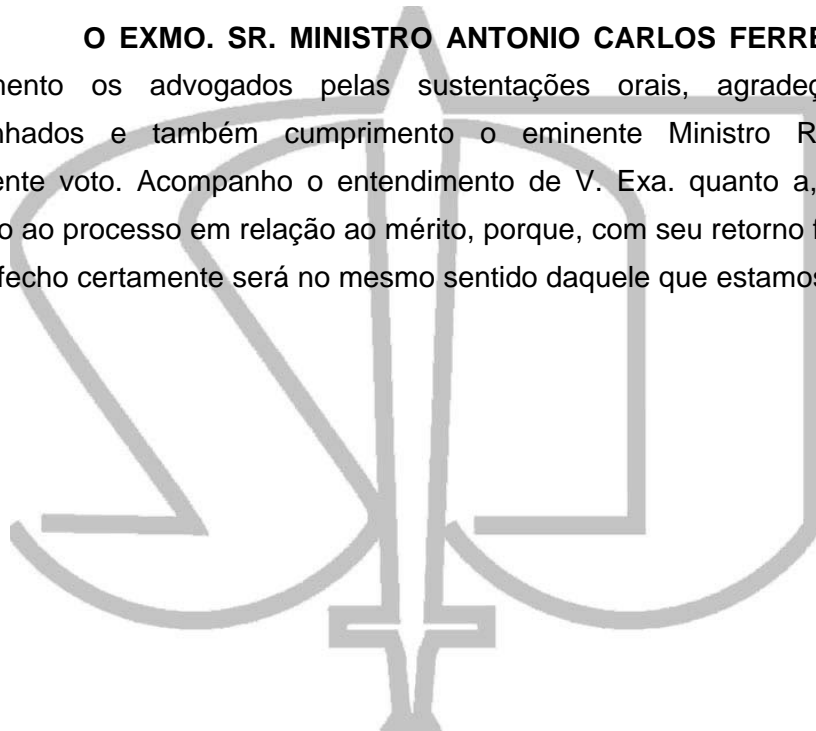 O EXMO. SR. MINISTRO ANTONIO CARLOS FERRE
mento os advogados pelas sustentações orais, agradeç
nhados e também cumprimento o eminente Ministro R
ente voto. Acompanho o entendimento de V. Exa. quanto a,
o ao processo em relação ao mérito, porque, com seu retorno f
fecho certamente será no mesmo sentido daquele que estamos